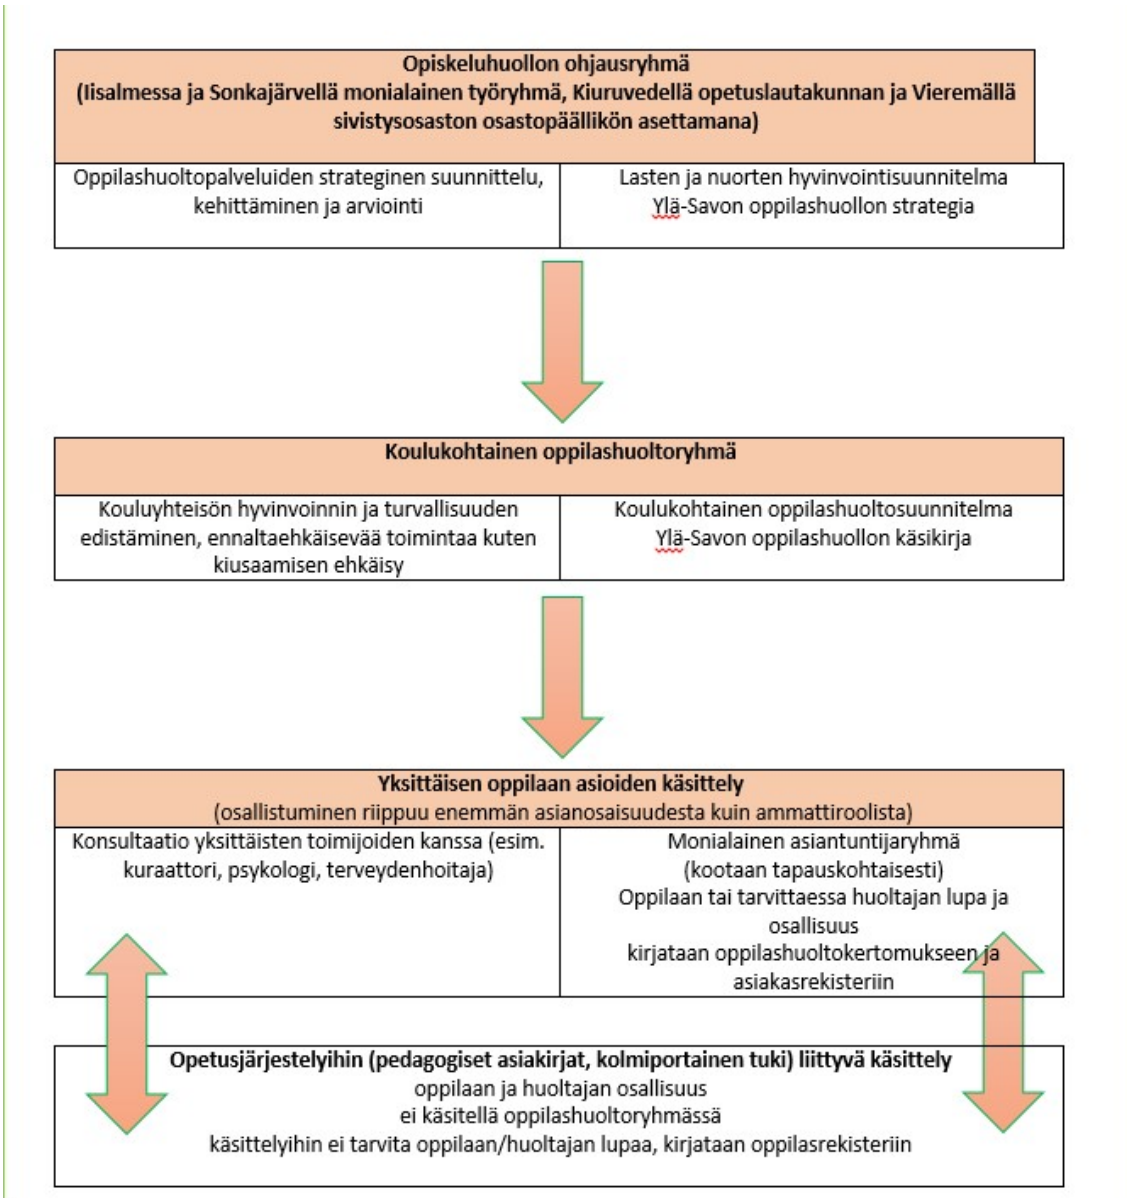 Opiskeluhuollon ohjausryhmä
(Iisalmessa ja Sonkajärvellä monialainen työryhmä, Kiuruvedellä opetuslautakunnan ja Vieremällä
sivistysosaston osastopäällikön asettamana)
Oppilashuoltopalveluiden strateginen suunnittelu,
kehittäminen ja arviointi
Lasten ja nuorten hyvinvointisuunnitelma
Ylä-Savon oppilashuollon strategia
Koulukohtainen oppilashuoltoryhmä
Kouluyhteisön hyvinvoinnin ja turvallisuuden
edistäminen, ennaltaehkäisevää toimintaa kuten
kiusaamisen ehkäisy
Koulukohtainen oppilashuoltosuunnitelma
Ylä-Savon oppilashuollon käsikirja
Yksittäisen oppilaan asioiden käsittely
(osallistuminen riippuu enemmän asianosaisuudesta kuin ammattiroolista)
Konsultaatio yksittäisten toimijoiden kanssa (esim.
kuraattori, psykologi, terveydenhoitaja)
Monialainen asiantuntijaryhmä
(kootaan tapauskohtaisesti)
Oppilaan tai tarvittaessa huoltajan lupa ja
osallisuus
kirjataan oppilashuoltokertomukseen ja
asiakasrekisteriin
Opetusjärjestelyihin (pedagogiset asiakirjat, kolmiportainen tuki) liittyvä käsittely
oppilaan ja huoltajan osallisuus
ei käsitellä oppilashuoltoryhmässä
käsittelyihin ei tarvita oppilaan/huoltajan lupaa, kirjataan oppilasrekisteriin